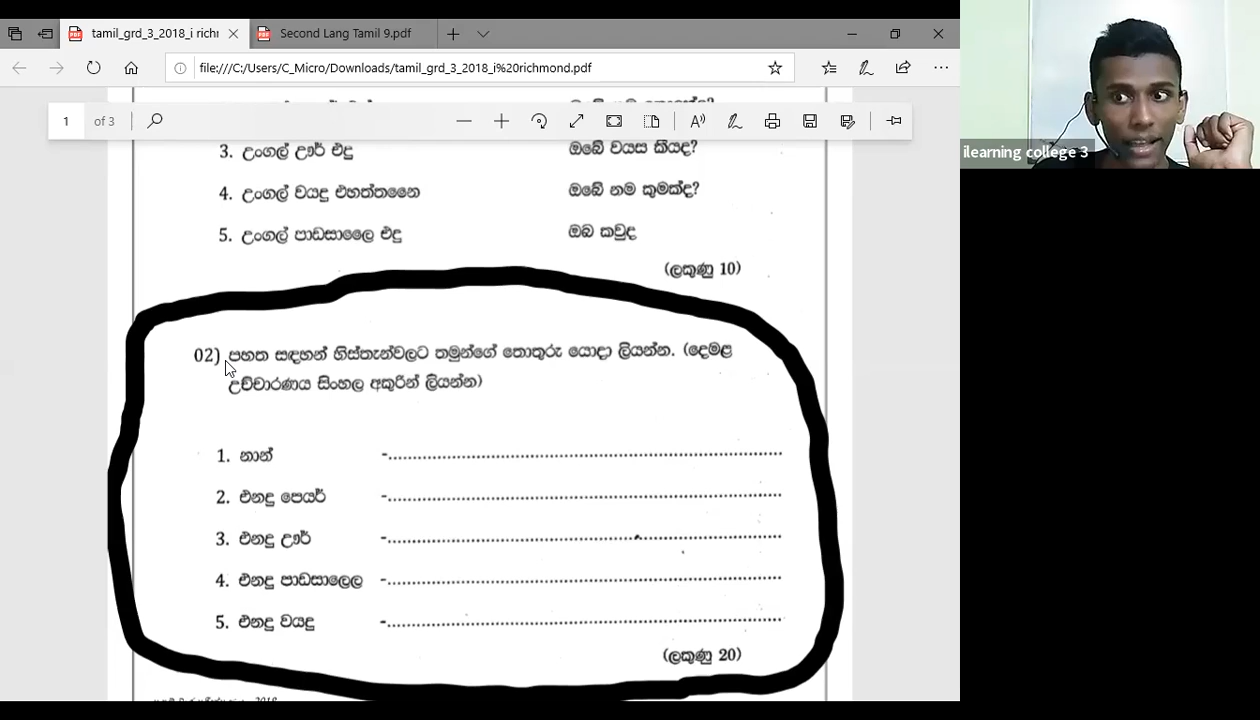 tamil_grd_3_2018_i richm
Second Lang Tamil 9.pdf
file:///C:/Users/C_Micro/Downloads/tamil_grd_3_2018_i%20richmond.pdf
1 of 3
3. උංගල් ඌර් එදු ඔබේ වයස කීයද?
4. උංගල් වයදු එහත්තනෛ ඔබේ නම කුමක්ද?
5. උංගල් පාඩසාලෛ එදු ඔබ කවුද
(ලකුණු 10)
02) පහත සඳහන් හිස්තැන්වලට තමුන්ගේ තොතුරු යොදා ලියන්න. (දෙමළ
උච්චාරණය සිංහල අකුරින් ලියන්න)
1. නාන් -
2. එනදු පෙයර් -
3. එනදු ඌර් -
4. එනදු පාඩසාලෙල -
5. එනදු වයදු -
(ලකුණු 20)
ilearning college 3